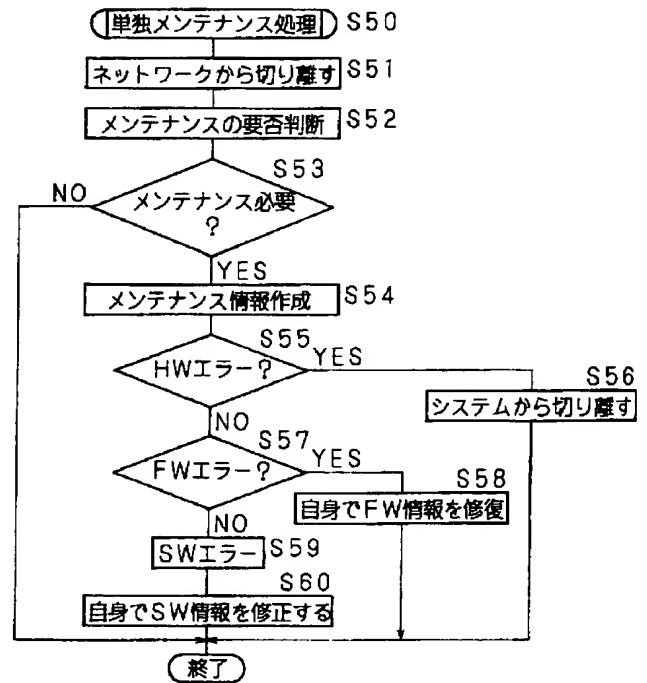 単独メンテナンス処理 S50
ネットワークから切り離す S51
メンテナンスの要否判断 S52
S53
NO
メンテナンス必要
?
YES
メンテナンス情報作成 S54
S55
HWエラー? YES
S56
システムから切り離す
NO
S57
FWエラー? YES
S58
自身でFW情報を修復
NO
SWエラー S59
S60
自身でSW情報を修正する
終了